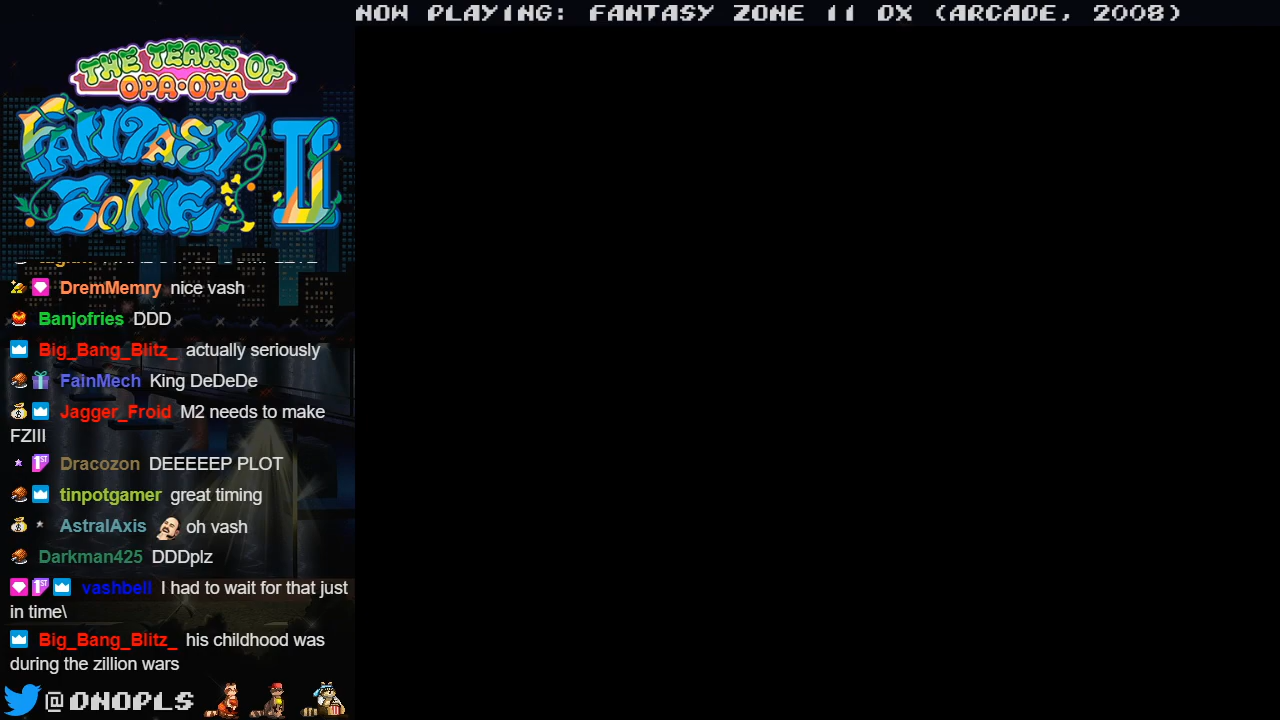 NOW PLAYING: FANTASY ZONE II DX (ARCADE, 2008)
THE TEARS OF
OPA-OPA
FANTASY II
ZONE
DremMemry nice vash
Banjofries DDD
Big_Bang_Blitz_ actually seriously
FainMech King DeDeDe
Jagger_Froid M2 needs to make
FZIII
Dracozon DEEEEEP PLOT
tinpotgamer great timing
AstralAxis oh vash
Darkman425 DDDplz
vashbell I had to wait for that just
in time\
Big_Bang_Blitz_ his childhood was
during the zillion wars
@ONOPLS